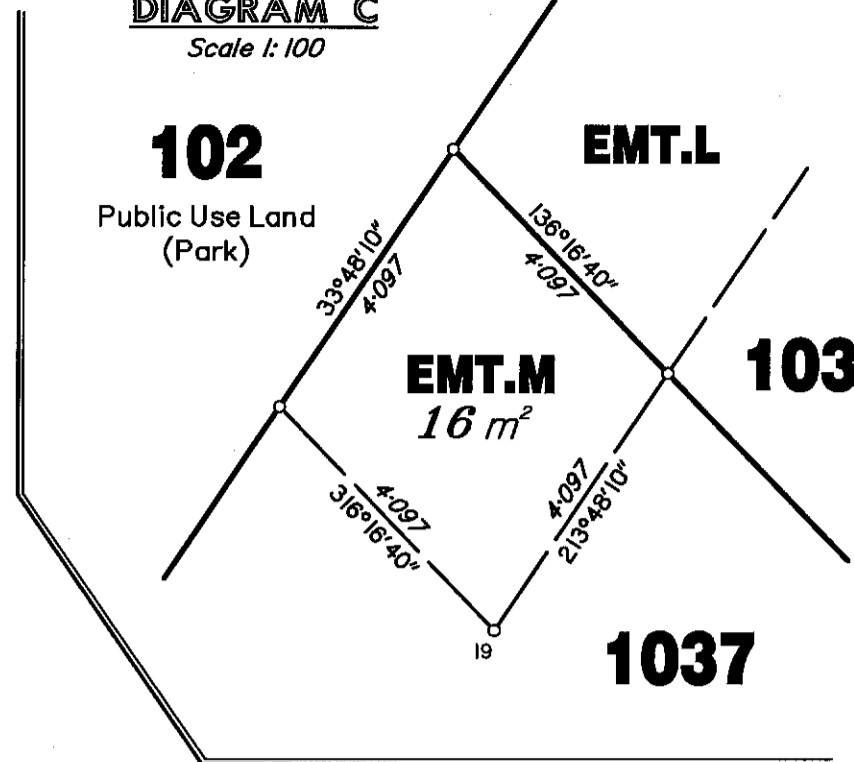 DIAGRAM C
Scale 1: 100
102
Public Use Land
(Park)
EMT.L
33°48'10"
4·097
136°16'40"
4·097
EMT.M
16 m²
103
4·097
316°16'40"
4·097
213°48'10"
19
1037